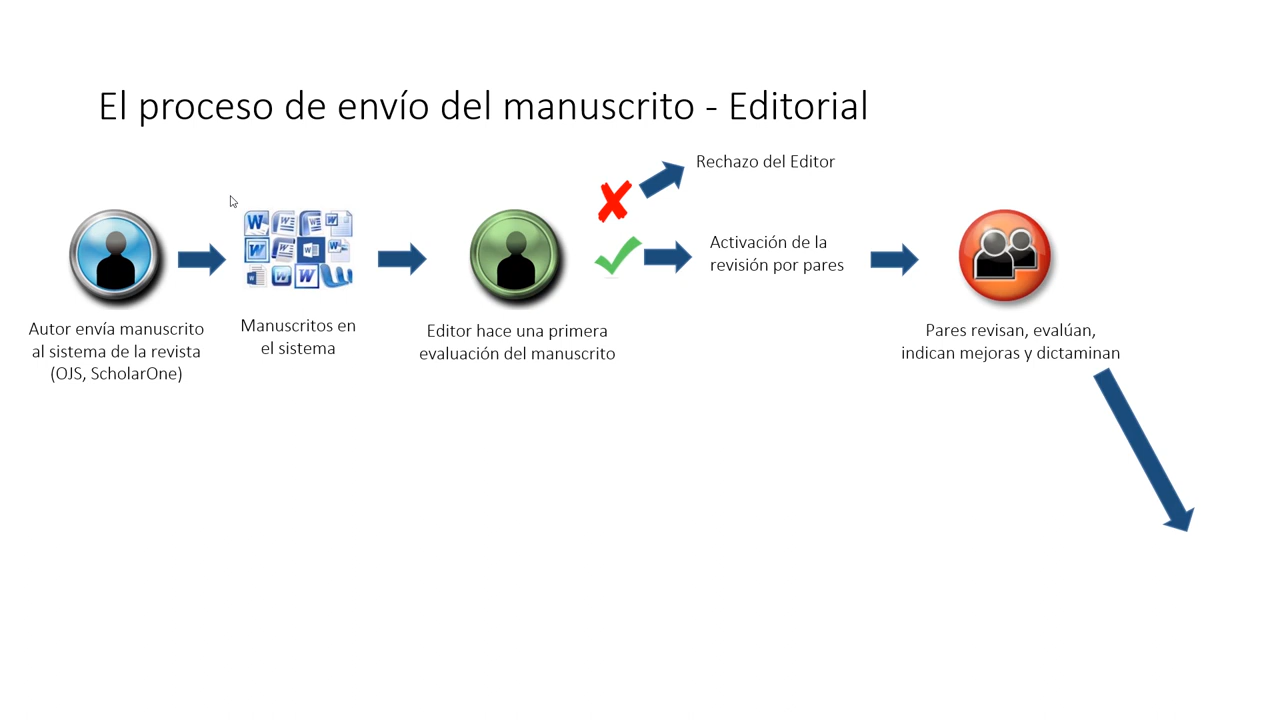 El proceso de envío del manuscrito - Editorial
Rechazo del Editor
Activación de la
revisión por pares
Autor envía manuscrito
al sistema de la revista
(OJS, ScholarOne)
Manuscritos en
el sistema
Editor hace una primera
evaluación del manuscrito
Pares revisan, evalúan,
indican mejoras y dictaminan